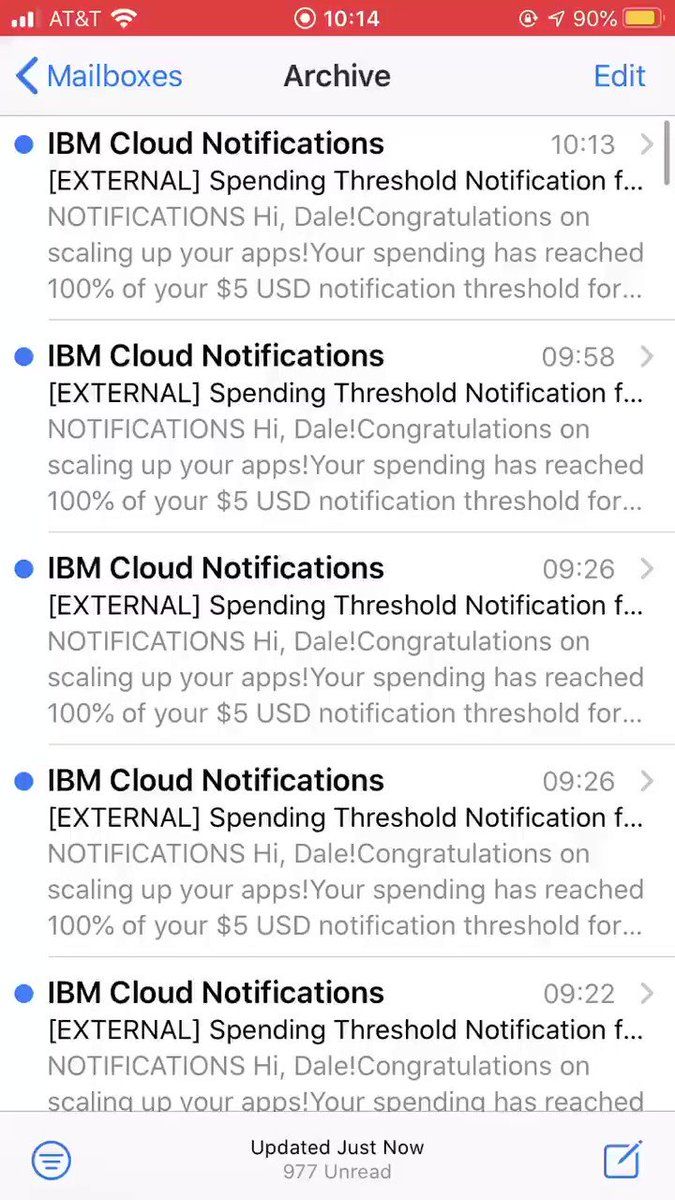 AT&T 10:14 90%
Mailboxes Archive Edit
IBM Cloud Notifications 10:13
[EXTERNAL] Spending Threshold Notification f...
NOTIFICATIONS Hi, Dale!Congratulations on
scaling up your apps!Your spending has reached
100% of your $5 USD notification threshold for...
IBM Cloud Notifications 09:58
[EXTERNAL] Spending Threshold Notification f...
NOTIFICATIONS Hi, Dale!Congratulations on
scaling up your apps!Your spending has reached
100% of your $5 USD notification threshold for...
IBM Cloud Notifications 09:26
[EXTERNAL] Spending Threshold Notification f...
NOTIFICATIONS Hi, Dale!Congratulations on
scaling up your apps!Your spending has reached
100% of your $5 USD notification threshold for...
IBM Cloud Notifications 09:26
[EXTERNAL] Spending Threshold Notification f...
NOTIFICATIONS Hi, Dale!Congratulations on
scaling up your apps!Your spending has reached
100% of your $5 USD notification threshold for...
IBM Cloud Notifications 09:22
[EXTERNAL] Spending Threshold Notification f...
NOTIFICATIONS Hi, Dale!Congratulations on
scaling up your apps!Your spending has reached
Updated Just Now
977 Unread